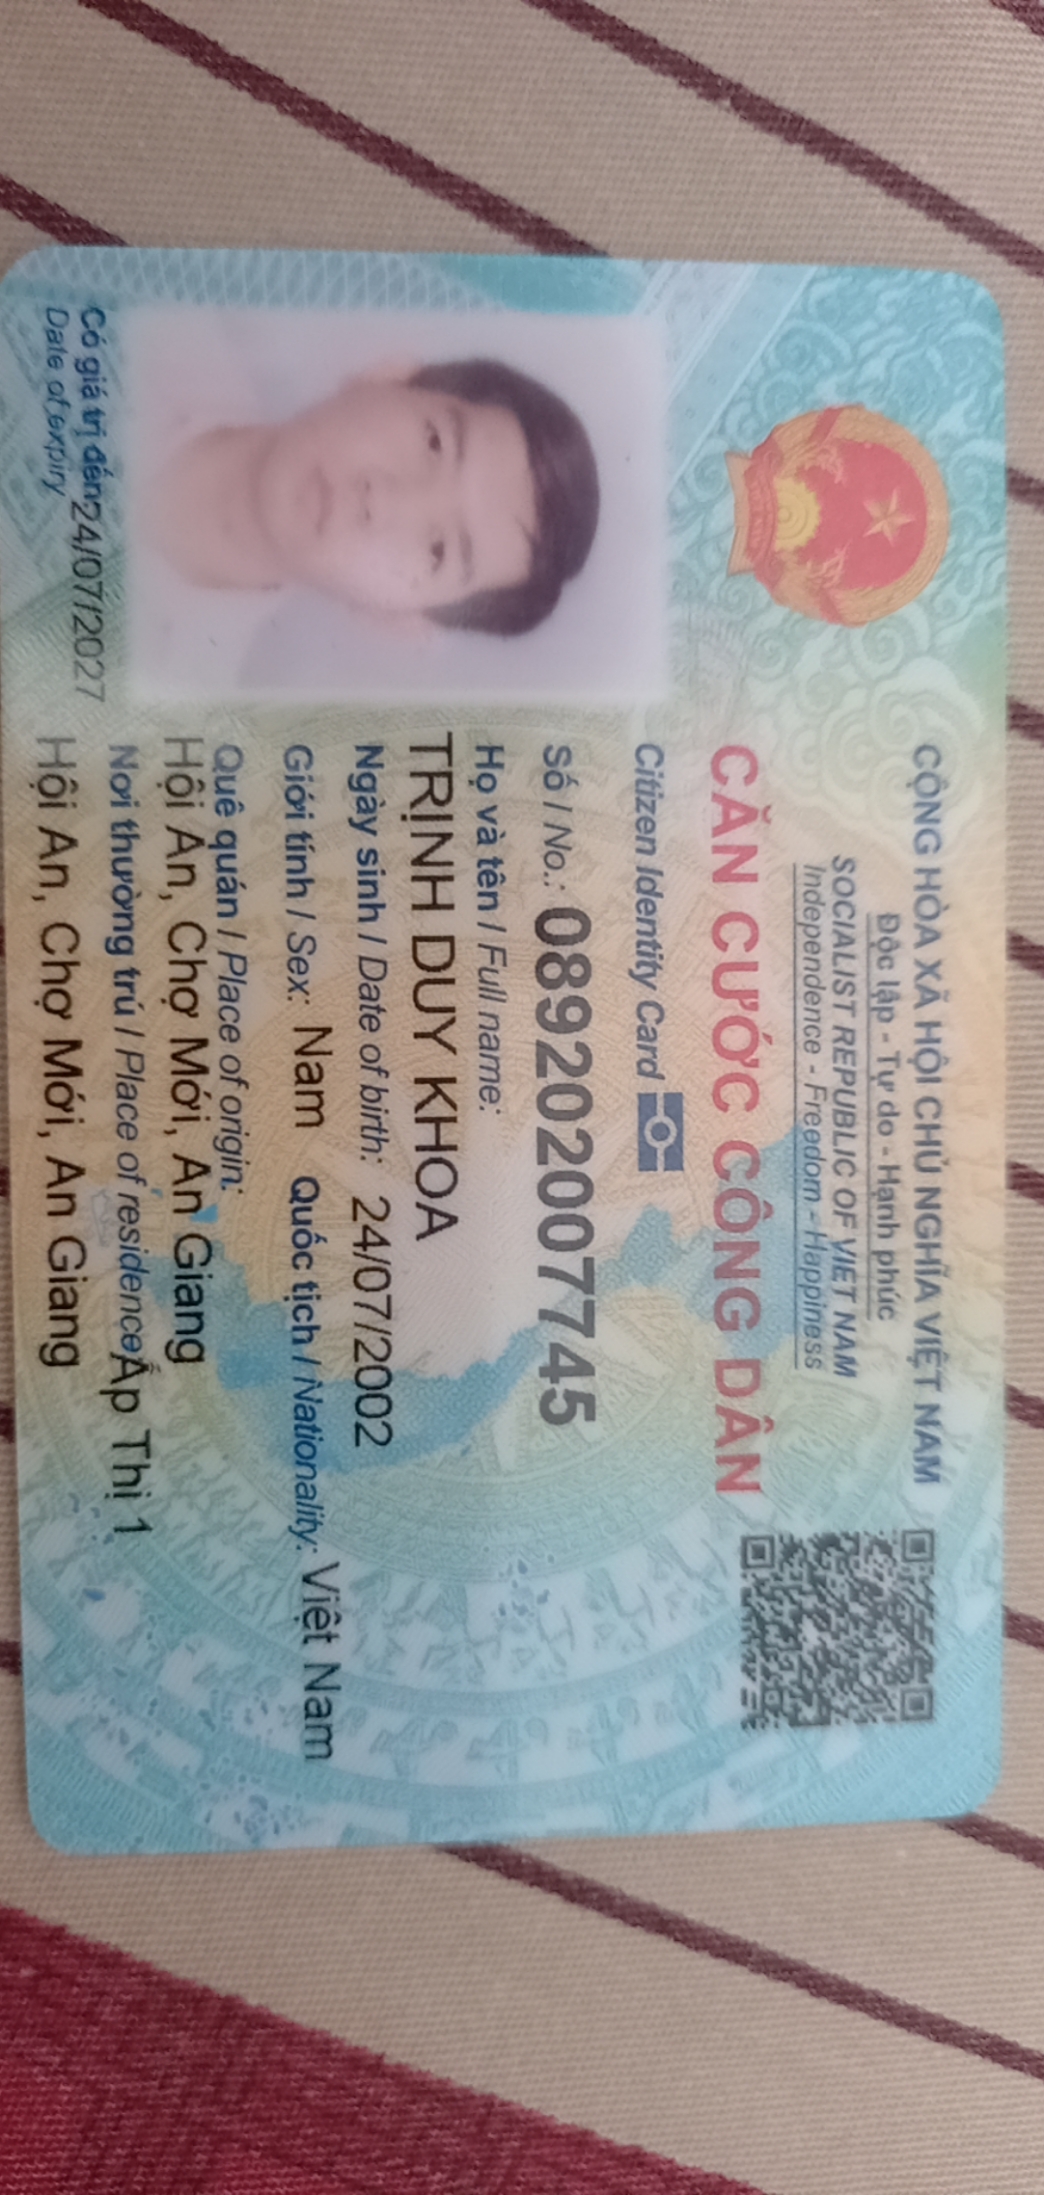 CỘNG HÒA XÃ HỘI CHỦ NGHĨA VIỆT NAM
Độc lập - Tự do - Hạnh phúc
SOCIALIST REPUBLIC OF VIET NAM
Independence - Freedom - Happiness
CĂN CƯỚC CÔNG DÂN
Citizen Identity Card
Số / No.: 089202007745
Họ và tên / Full name:
TRỊNH DUY KHOA
Ngày sinh / Date of birth: 24/07/2002
Giới tính / Sex: Nam Quốc tịch / Nationality: Việt Nam
Quê quán / Place of origin:
Hội An, Chợ Mới, An Giang
Nơi thường trú / Place of residence Ấp Thị 1
Hội An, Chợ Mới, An Giang
Có giá trị đến: 24/07/2027
Date of expiry